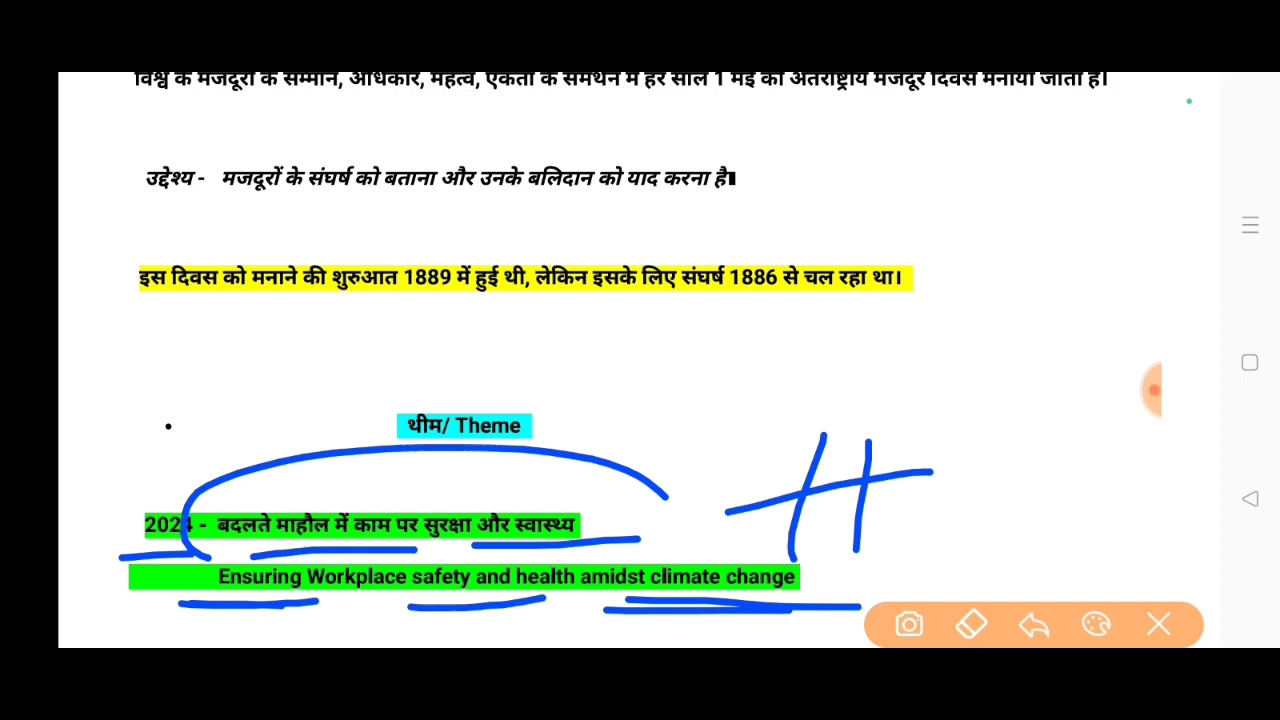 विश्व के मजदूरों के सम्मान, अधिकार, महत्व, एकता के समर्थन में हर साल 1 मई को अंतर्राष्ट्रीय मजदूर दिवस मनाया जाता है।
उद्देश्य - मजदूरों के संघर्ष को बताना और उनके बलिदान को याद करना है।
इस दिवस को मनाने की शुरुआत 1889 में हुई थी, लेकिन इसके लिए संघर्ष 1886 से चल रहा था।
थीम/ Theme
2024 - बदलते माहौल में काम पर सुरक्षा और स्वास्थ्य
Ensuring Workplace safety and health amidst climate change